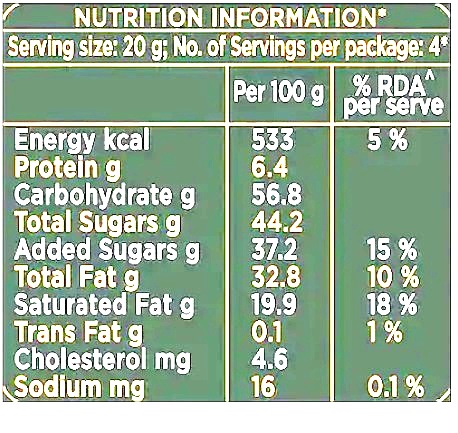 NUTRITION INFORMATION*
Serving size: 20 g; No. of Servings per package: 4*
Per 100 g % RDA^ per serve
Energy kcal 533 5 %
Protein g 6.4
Carbohydrate g 56.8
Total Sugars g 44.2
Added Sugars g 37.2 15 %
Total Fat g 32.8 10 %
Saturated Fat g 19.9 18 %
Trans Fat g 0.1 1 %
Cholesterol mg 4.6
Sodium mg 16 0.1 %